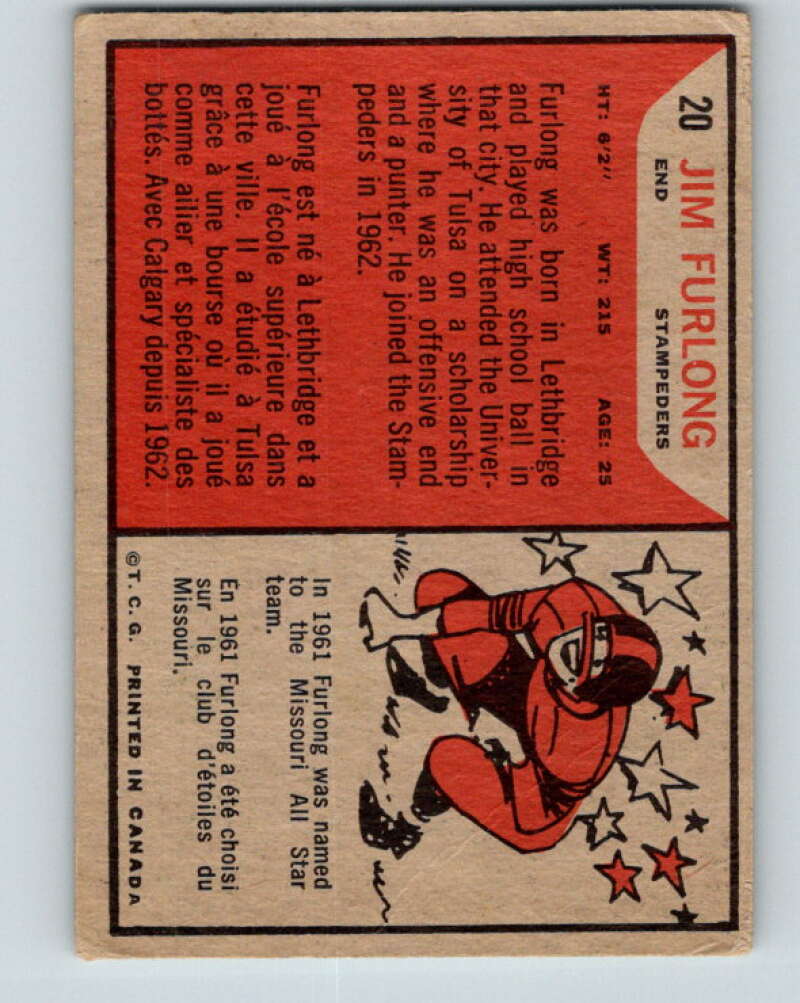 20 JIM FURLONG
END STAMPEDERS
HT: 6'2" WT: 215 AGE: 25
Furlong was born in Lethbridge
and played high school ball in
that city. He attended the Univer-
sity of Tulsa on a scholarship
where he was an offensive end
and a punter. He joined the Stam-
peders in 1962.
Furlong est né à Lethbridge et a
joué à l'école supérieure dans
cette ville. Il a étudié à Tulsa
grâce à une bourse où il a joué
comme ailier et spécialiste des
bottés. Avec Calgary depuis 1962.
In 1961 Furlong was named
to the Missouri All Star
team.
En 1961 Furlong a été choisi
sur le club d'étoiles du
Missouri.
©T. C. G. PRINTED IN CANADA